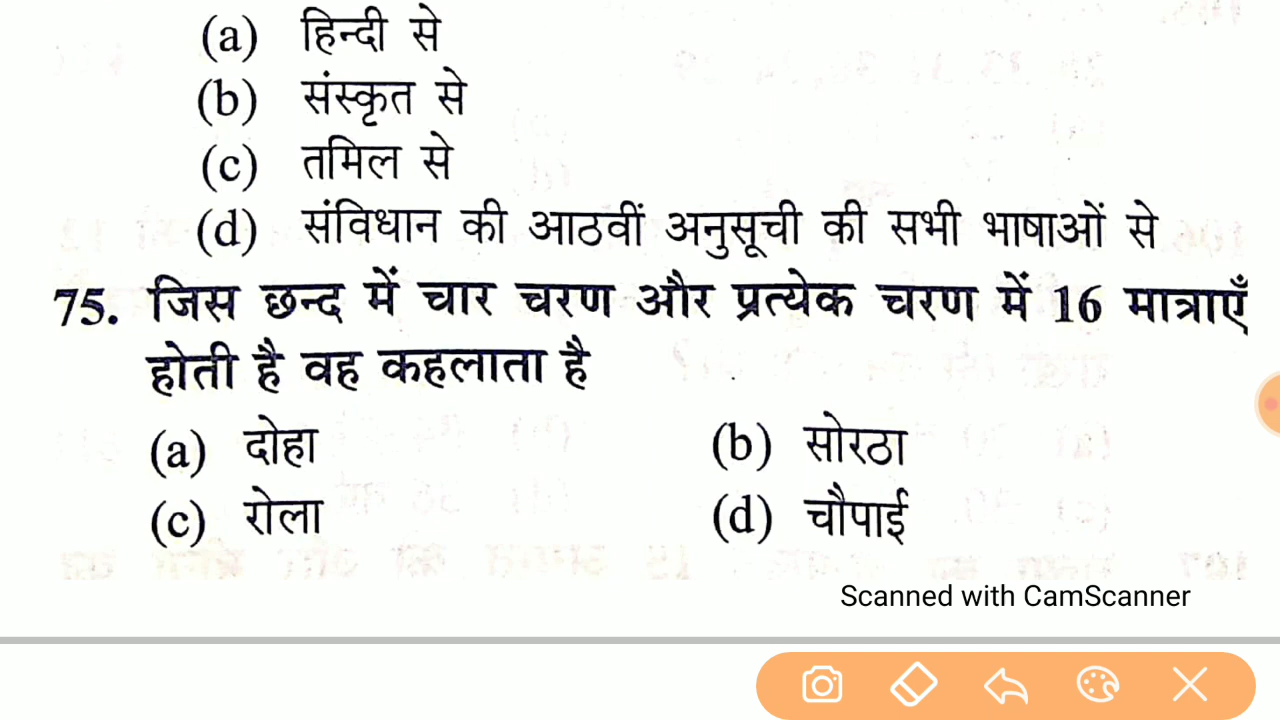 (a) हिन्दी से
(b) संस्कृत से
(c) तमिल से
(d) संविधान की आठवीं अनुसूची की सभी भाषाओं से
75. जिस छन्द में चार चरण और प्रत्येक चरण में 16 मात्राएँ
होती है वह कहलाता है
(a) दोहा (b) सोरठा
(c) रोला (d) चौपाई
Scanned with CamScanner